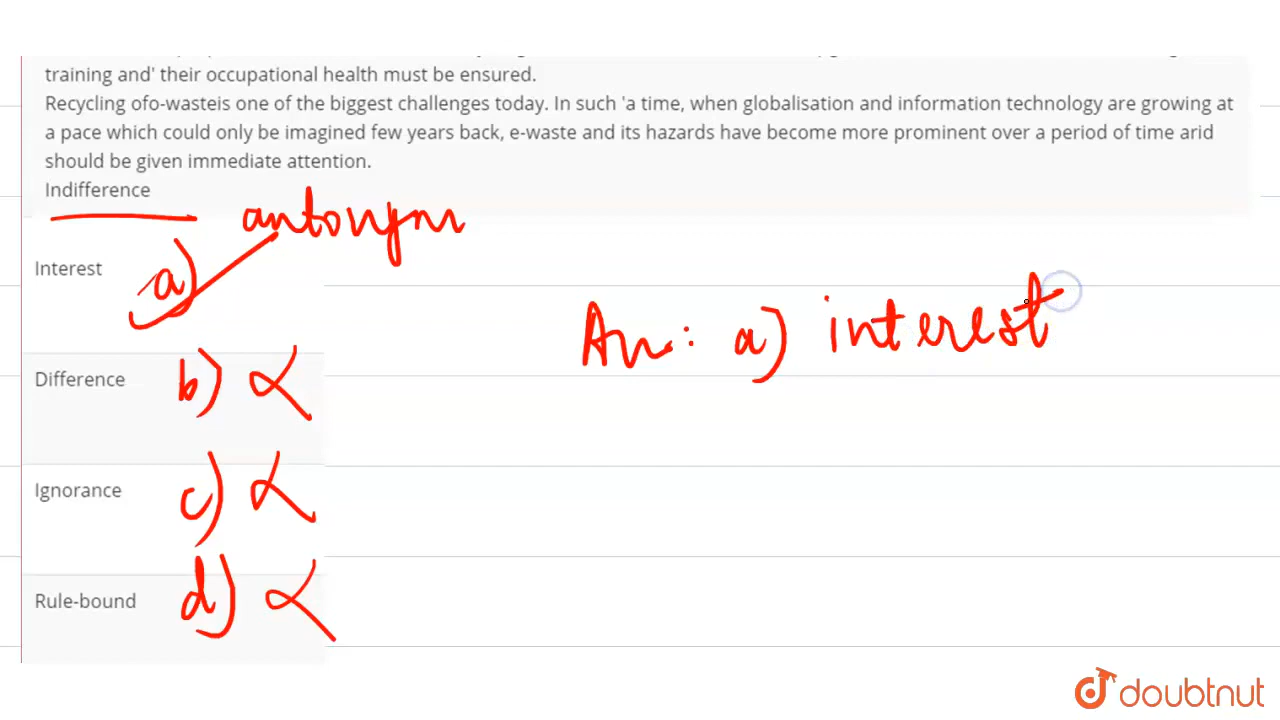 training and' their occupational health must be ensured.
Recycling ofo-wasteis one of the biggest challenges today. In such 'a time, when globalisation and information technology are growing at
a pace which could only be imagined few years back, e-waste and its hazards have become more prominent over a period of time arid
should be given immediate attention.
Indifference
antonym
Interest a)
Ans: a) interest
Difference b)
Ignorance c)
Rule-bound d)
doubtnut